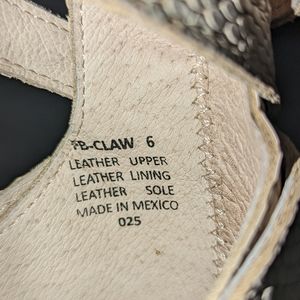 FB-CLAW 6
LEATHER UPPER
LEATHER LINING
LEATHER SOLE
MADE IN MEXICO
025